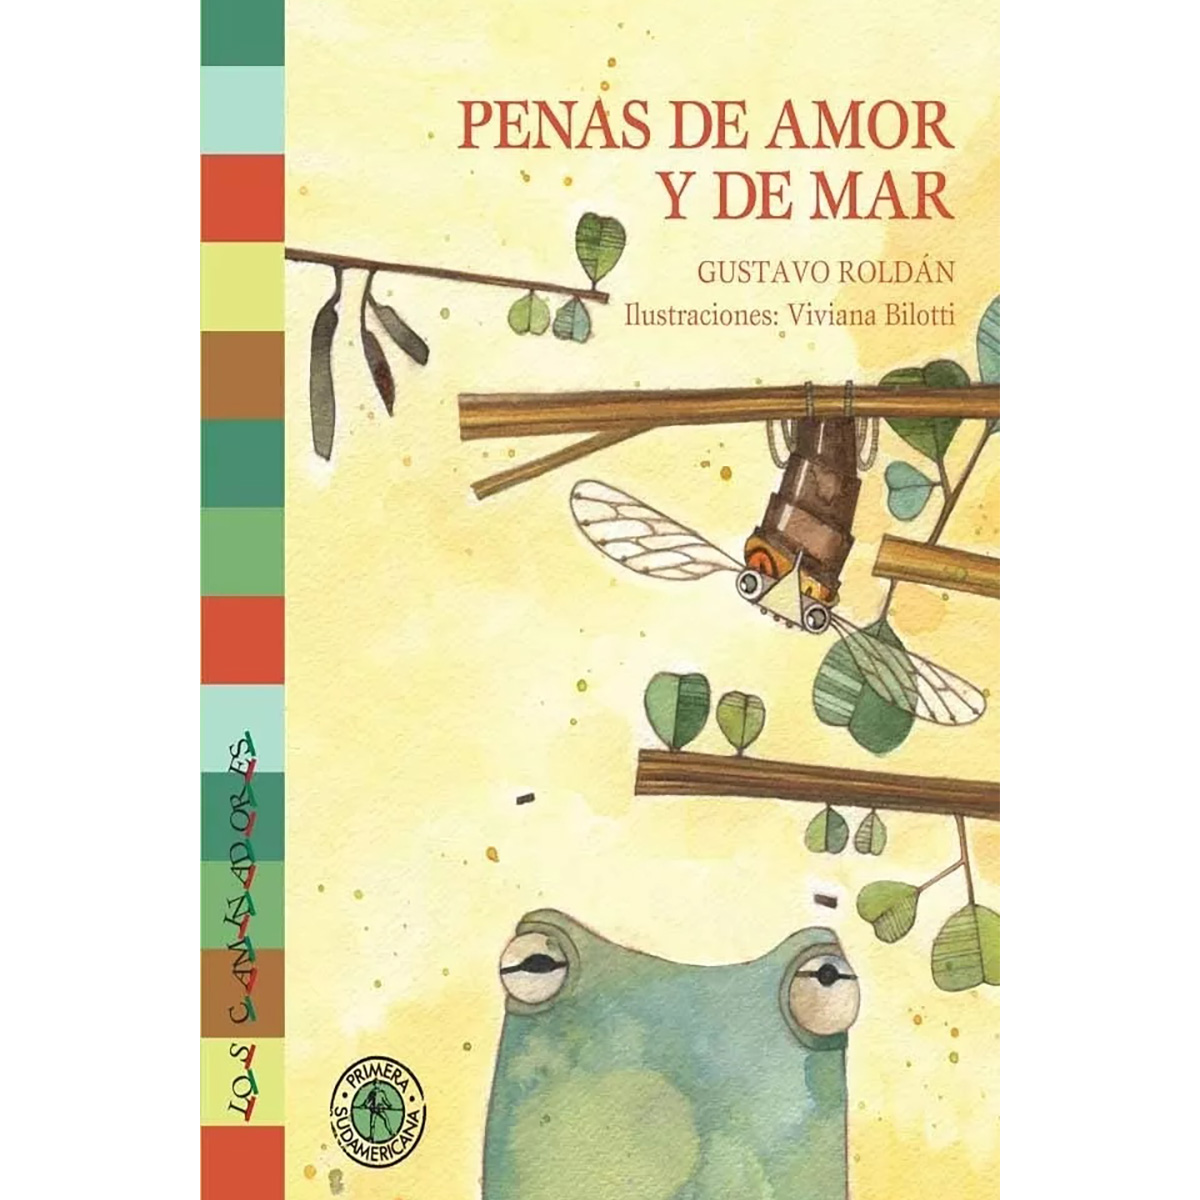 PENAS DE AMOR
Y DE MAR
GUSTAVO ROLDÁN
Ilustraciones: Viviana Bilotti
LOS CAMINADORES
PRIMERA
SUDAMERICANA